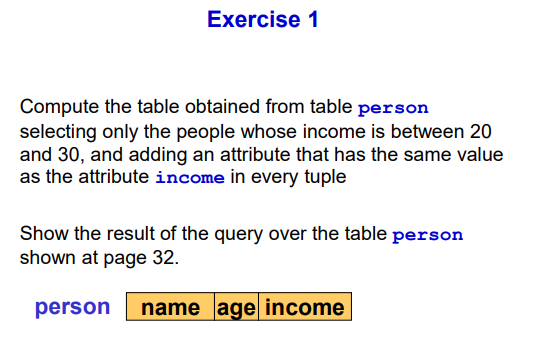 Exercise 1
Compute the table obtained from table person
selecting only the people whose income is between 20
and 30, and adding an attribute that has the same value
as the attribute income in every tuple
Show the result of the query over the table person
shown at page 32.
person name age income